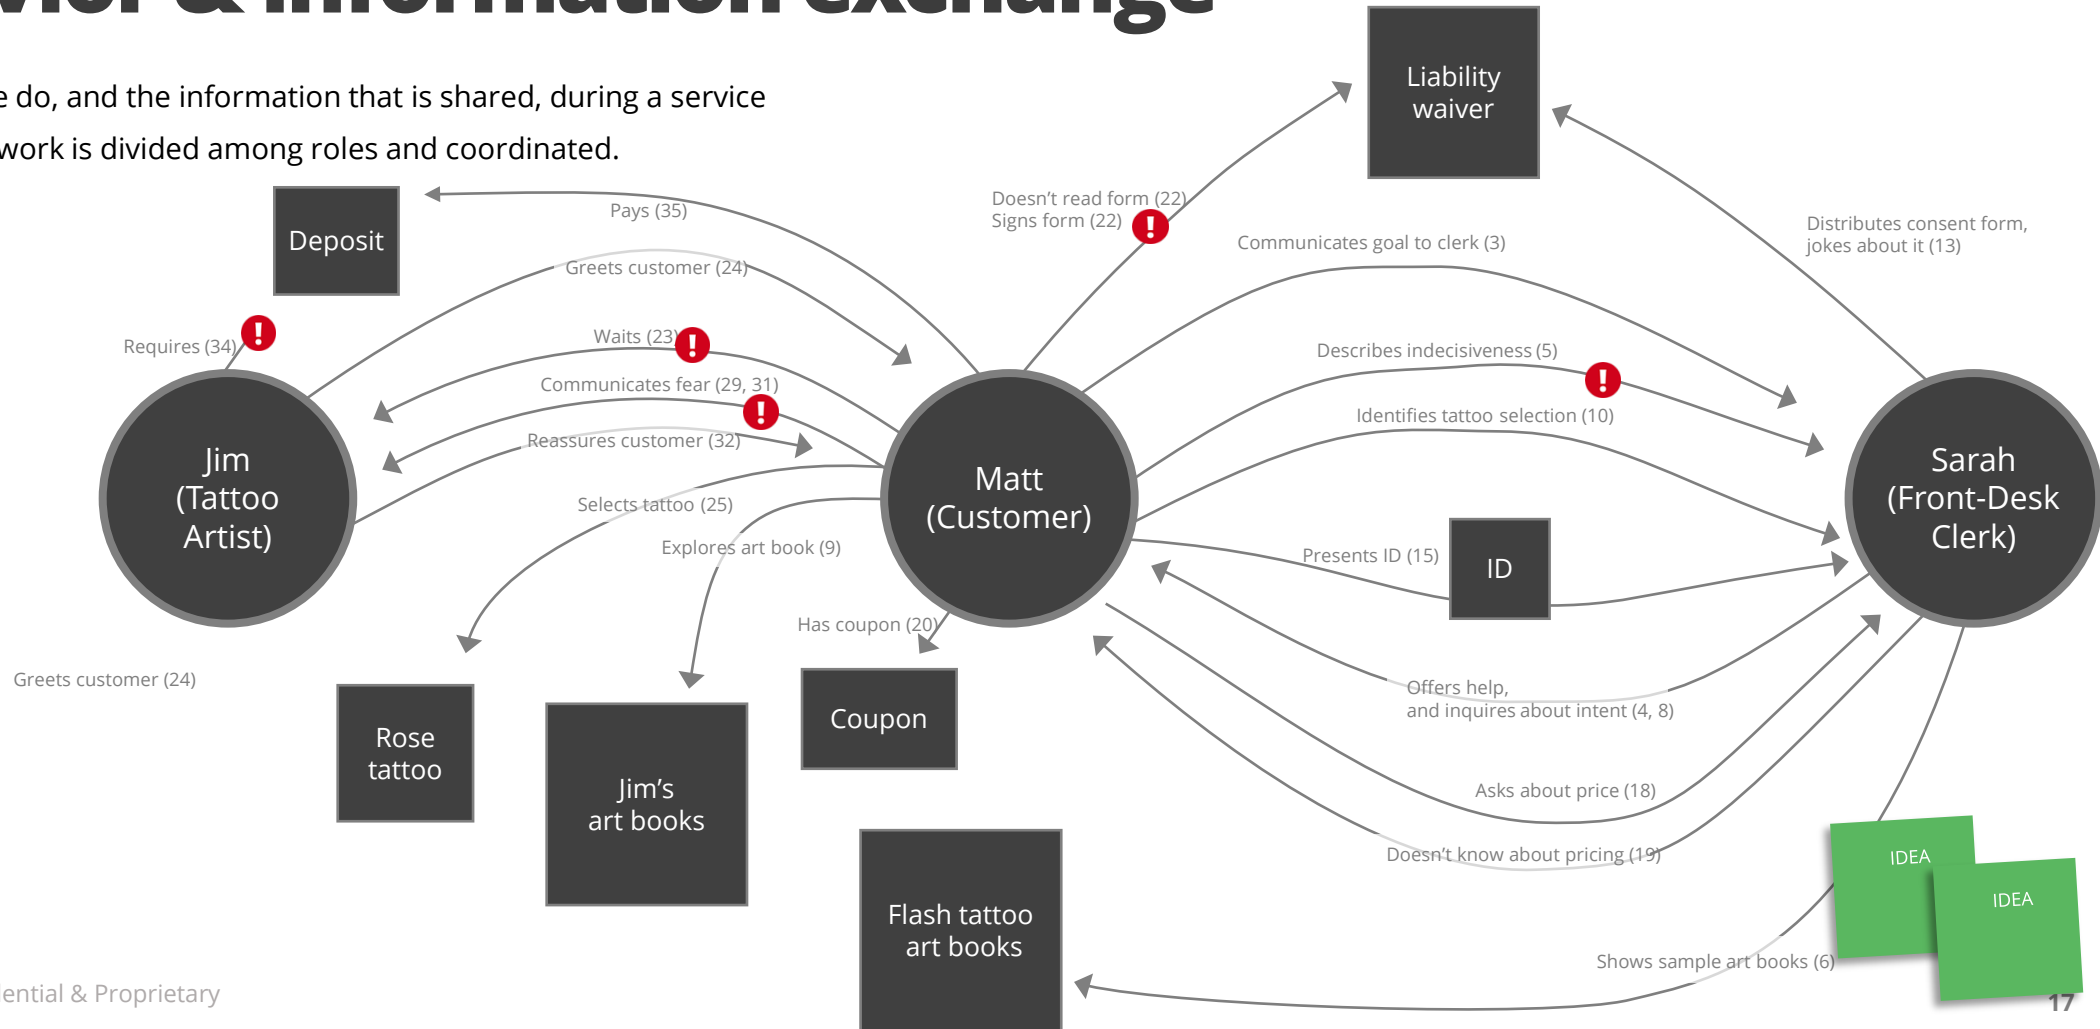 & information exchange
do, and the information that is shared, during a service
work is divided among roles and coordinated.
Liability
waiver
Deposit
Pays (35)
Greets customer (24)
Doesn't read form (22)
Signs form (22)
Communicates goal to clerk (3)
Distributes consent form,
jokes about it (13)
Requires (34)
Waits (23)
Communicates fear (29, 31)
Reassures customer (32)
Describes indecisiveness (5)
Identifies tattoo selection (10)
Jim
(Tattoo
Artist)
Matt
(Customer)
Sarah
(Front-Desk
Clerk)
Selects tattoo (25)
Explores art book (9)
Presents ID (15)
ID
Has coupon (20)
Greets customer (24)
Offers help,
and inquires about intent (4, 8)
Rose
tattoo
Jim's
art books
Coupon
Asks about price (18)
Doesn't know about pricing (19)
Flash tattoo
art books
IDEA
IDEA
Shows sample art books (6)
& Proprietary
17